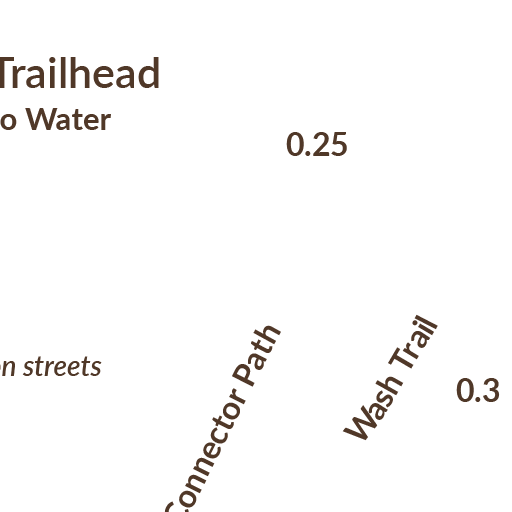 Trailhead
o Water
0.25
n streets
Connector Path
Wash Trail
0.3